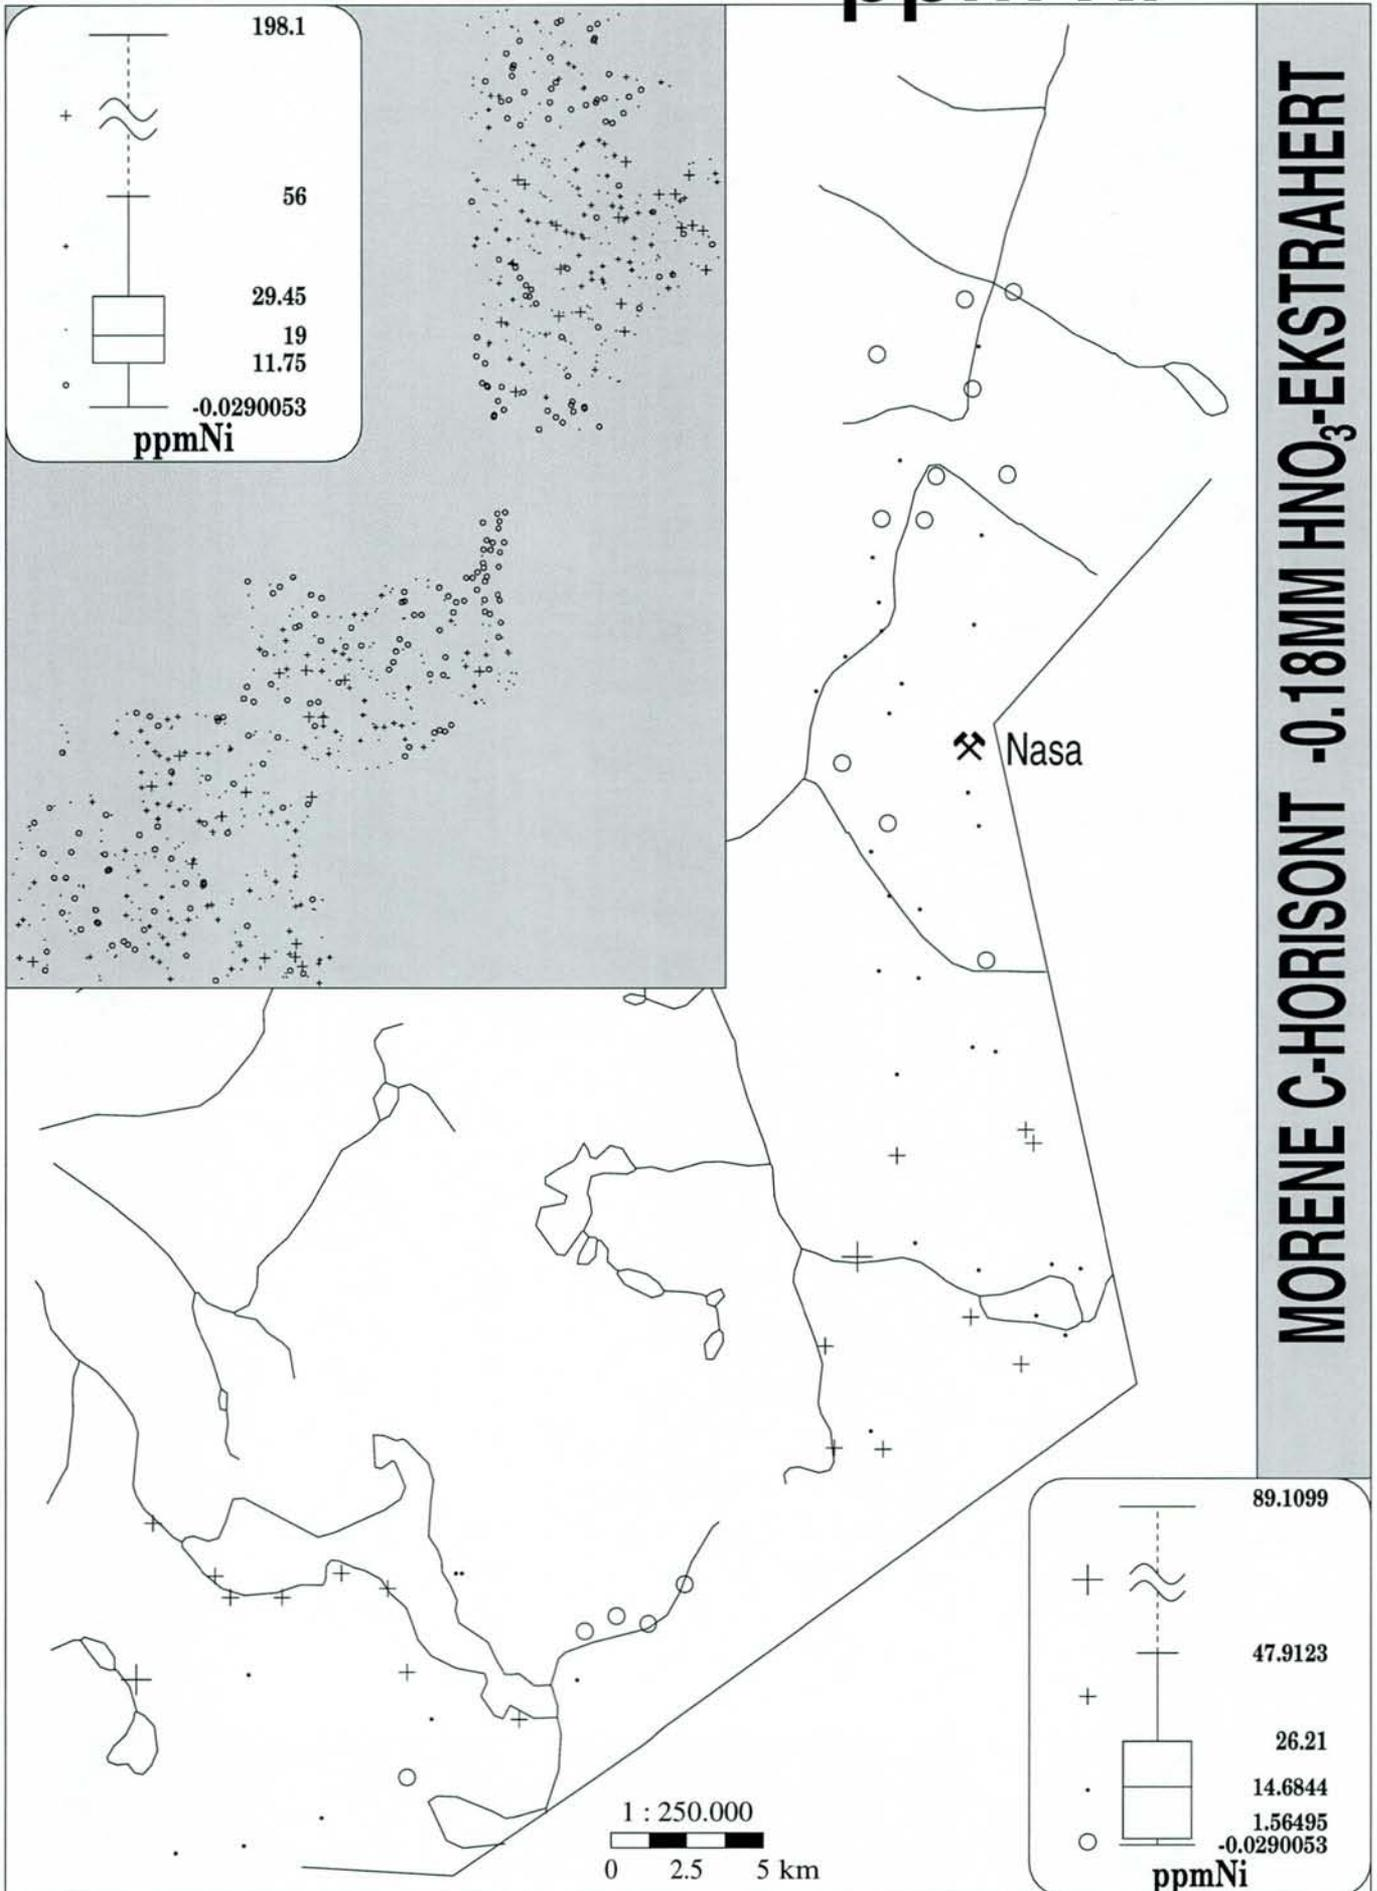 198.1
56
29.45
19
11.75
-0.0290053
ppmNi
MORENE C-HORISONT -0.18MM HNO3-EKSTRAHERT
Nasa
1 : 250.000
0 2.5 5 km
89.1099
47.9123
26.21
14.6844
1.56495
-0.0290053
ppmNi